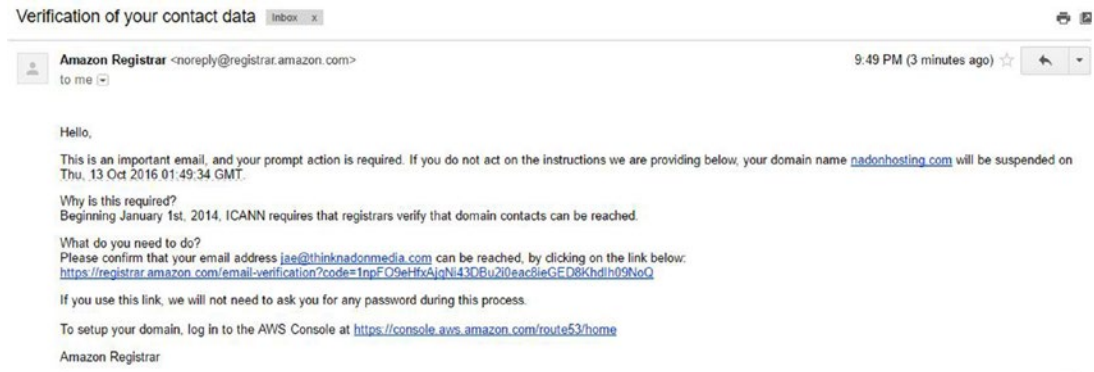 Verification of your contact data Inbox x
Amazon Registrar <noreply@registrar.amazon.com> 9:49 PM (3 minutes ago)
to me
Hello,
This is an important email, and your prompt action is required. If you do not act on the instructions we are providing below, your domain name nadonhosting.com will be suspended on
Thu, 13 Oct 2016 01:49:34 GMT.
Why is this required?
Beginning January 1st, 2014, ICANN requires that registrars verify that domain contacts can be reached.
What do you need to do?
Please confirm that your email address jae@thinknadonmedia.com can be reached, by clicking on the link below:
https://registrar.amazon.com/email-verification?code=1npFO9eHfxAjqNi43DBu2i0eac8ieGED8KhdIh09NoQ
If you use this link, we will not need to ask you for any password during this process.
To setup your domain, log in to the AWS Console at https://console.aws.amazon.com/route53/home
Amazon Registrar